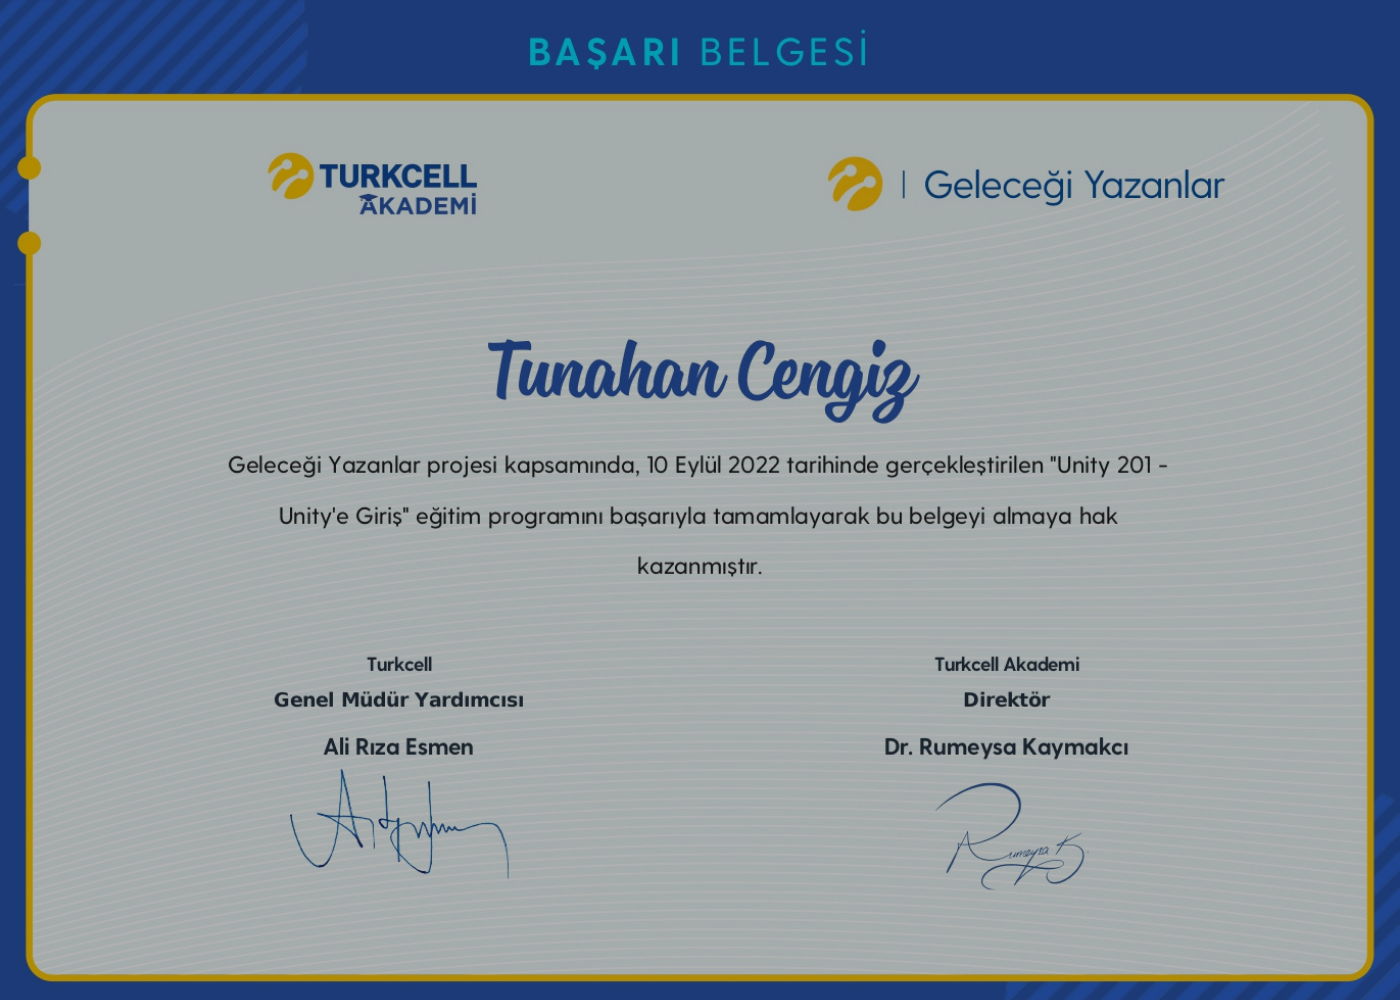 BAŞARI BELGESİ
TURKCELL
AKADEMİ
Geleceği Yazanlar
Tunahan Cengiz
Geleceği Yazanlar projesi kapsamında, 10 Eylül 2022 tarihinde gerçekleştirilen "Unity 201 -
Unity'e Giriş" eğitim programını başarıyla tamamlayarak bu belgeyi almaya hak
kazanmıştır.
Turkcell
Genel Müdür Yardımcısı
Ali Rıza Esmen
Turkcell Akademi
Direktör
Dr. Rumeysa Kaymakcı
Rumeysa K